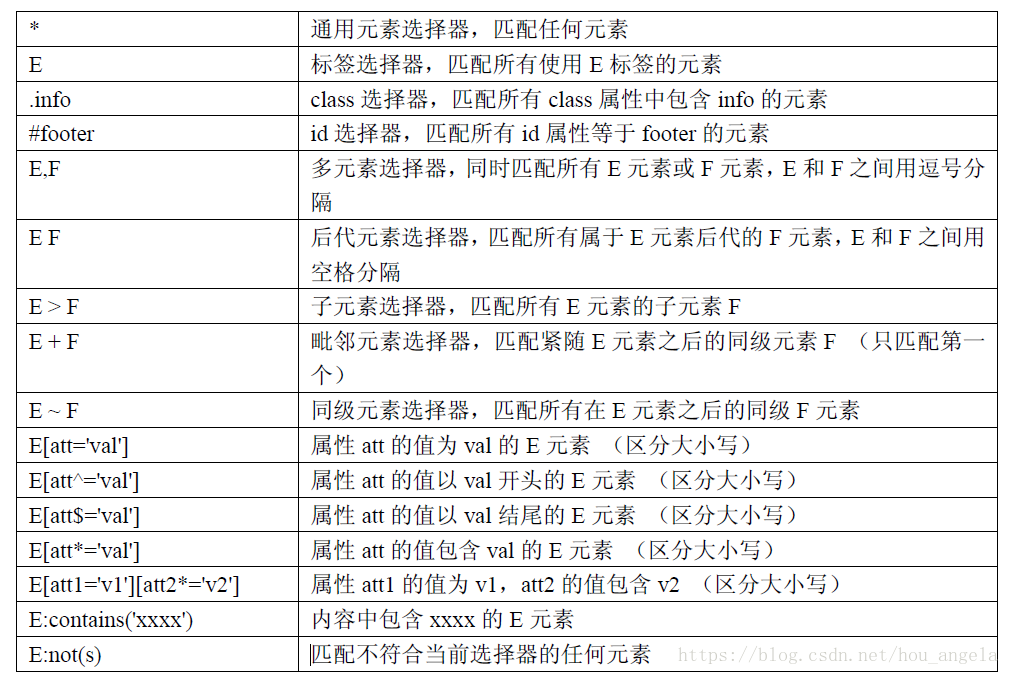 *
通用元素选择器，匹配任何元素
E
标签选择器，匹配所有使用 E 标签的元素
.info
class 选择器，匹配所有 class 属性中包含 info 的元素
#footer
id 选择器，匹配所有 id 属性等于 footer 的元素
E,F
多元素选择器，同时匹配所有 E 元素或 F 元素，E 和 F 之间用逗号分
隔
E F
后代元素选择器，匹配所有属于 E 元素后代的 F 元素，E 和 F 之间用
空格分隔
E > F
子元素选择器，匹配所有 E 元素的子元素 F
E + F
毗邻元素选择器，匹配紧随 E 元素之后的同级元素 F （只匹配第一
个）
E ~ F
同级元素选择器，匹配所有在 E 元素之后的同级 F 元素
E[att='val']
属性 att 的值为 val 的 E 元素 （区分大小写）
E[att^='val']
属性 att 的值以 val 开头的 E 元素 （区分大小写）
E[att$='val']
属性 att 的值以 val 结尾的 E 元素 （区分大小写）
E[att*='val']
属性 att 的值包含 val 的 E 元素 （区分大小写）
E[att1='v1'][att2*='v2']
属性 att1 的值为 v1，att2 的值包含 v2 （区分大小写）
E:contains('xxxx')
内容中包含 xxxx 的 E 元素
E:not(s)
匹配不符合当前选择器的任何元素
https://blog.csdn.net/hou_angela